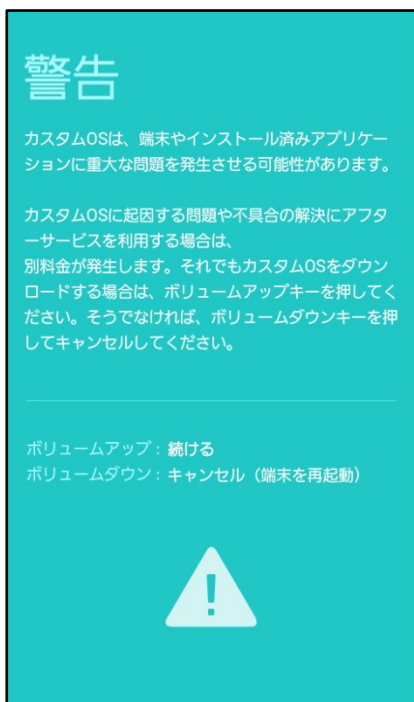 警告
カスタムOSは、端末やインストール済みアプリケー
ションに重大な問題を発生させる可能性があります。
カスタムOSに起因する問題や不具合の解決にアフタ
ーサービスを利用する場合は、
別料金が発生します。それでもカスタムOSをダウン
ロードする場合は、ボリュームアップキーを押してく
ださい。そうでなければ、ボリュームダウンキーを押
してキャンセルしてください。
ボリュームアップ : 続ける
ボリュームダウン : キャンセル（端末を再起動）